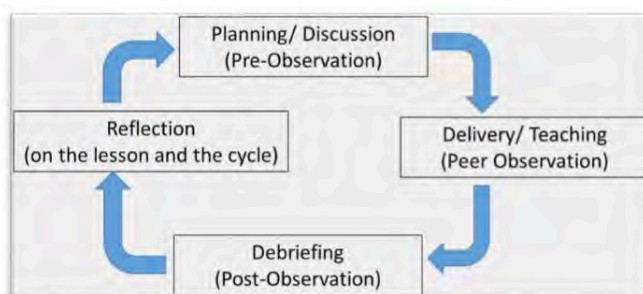 Planning/ Discussion
(Pre-Observation)
Reflection
(on the lesson and the cycle)
Delivery/ Teaching
(Peer Observation)
Debriefing
(Post-Observation)